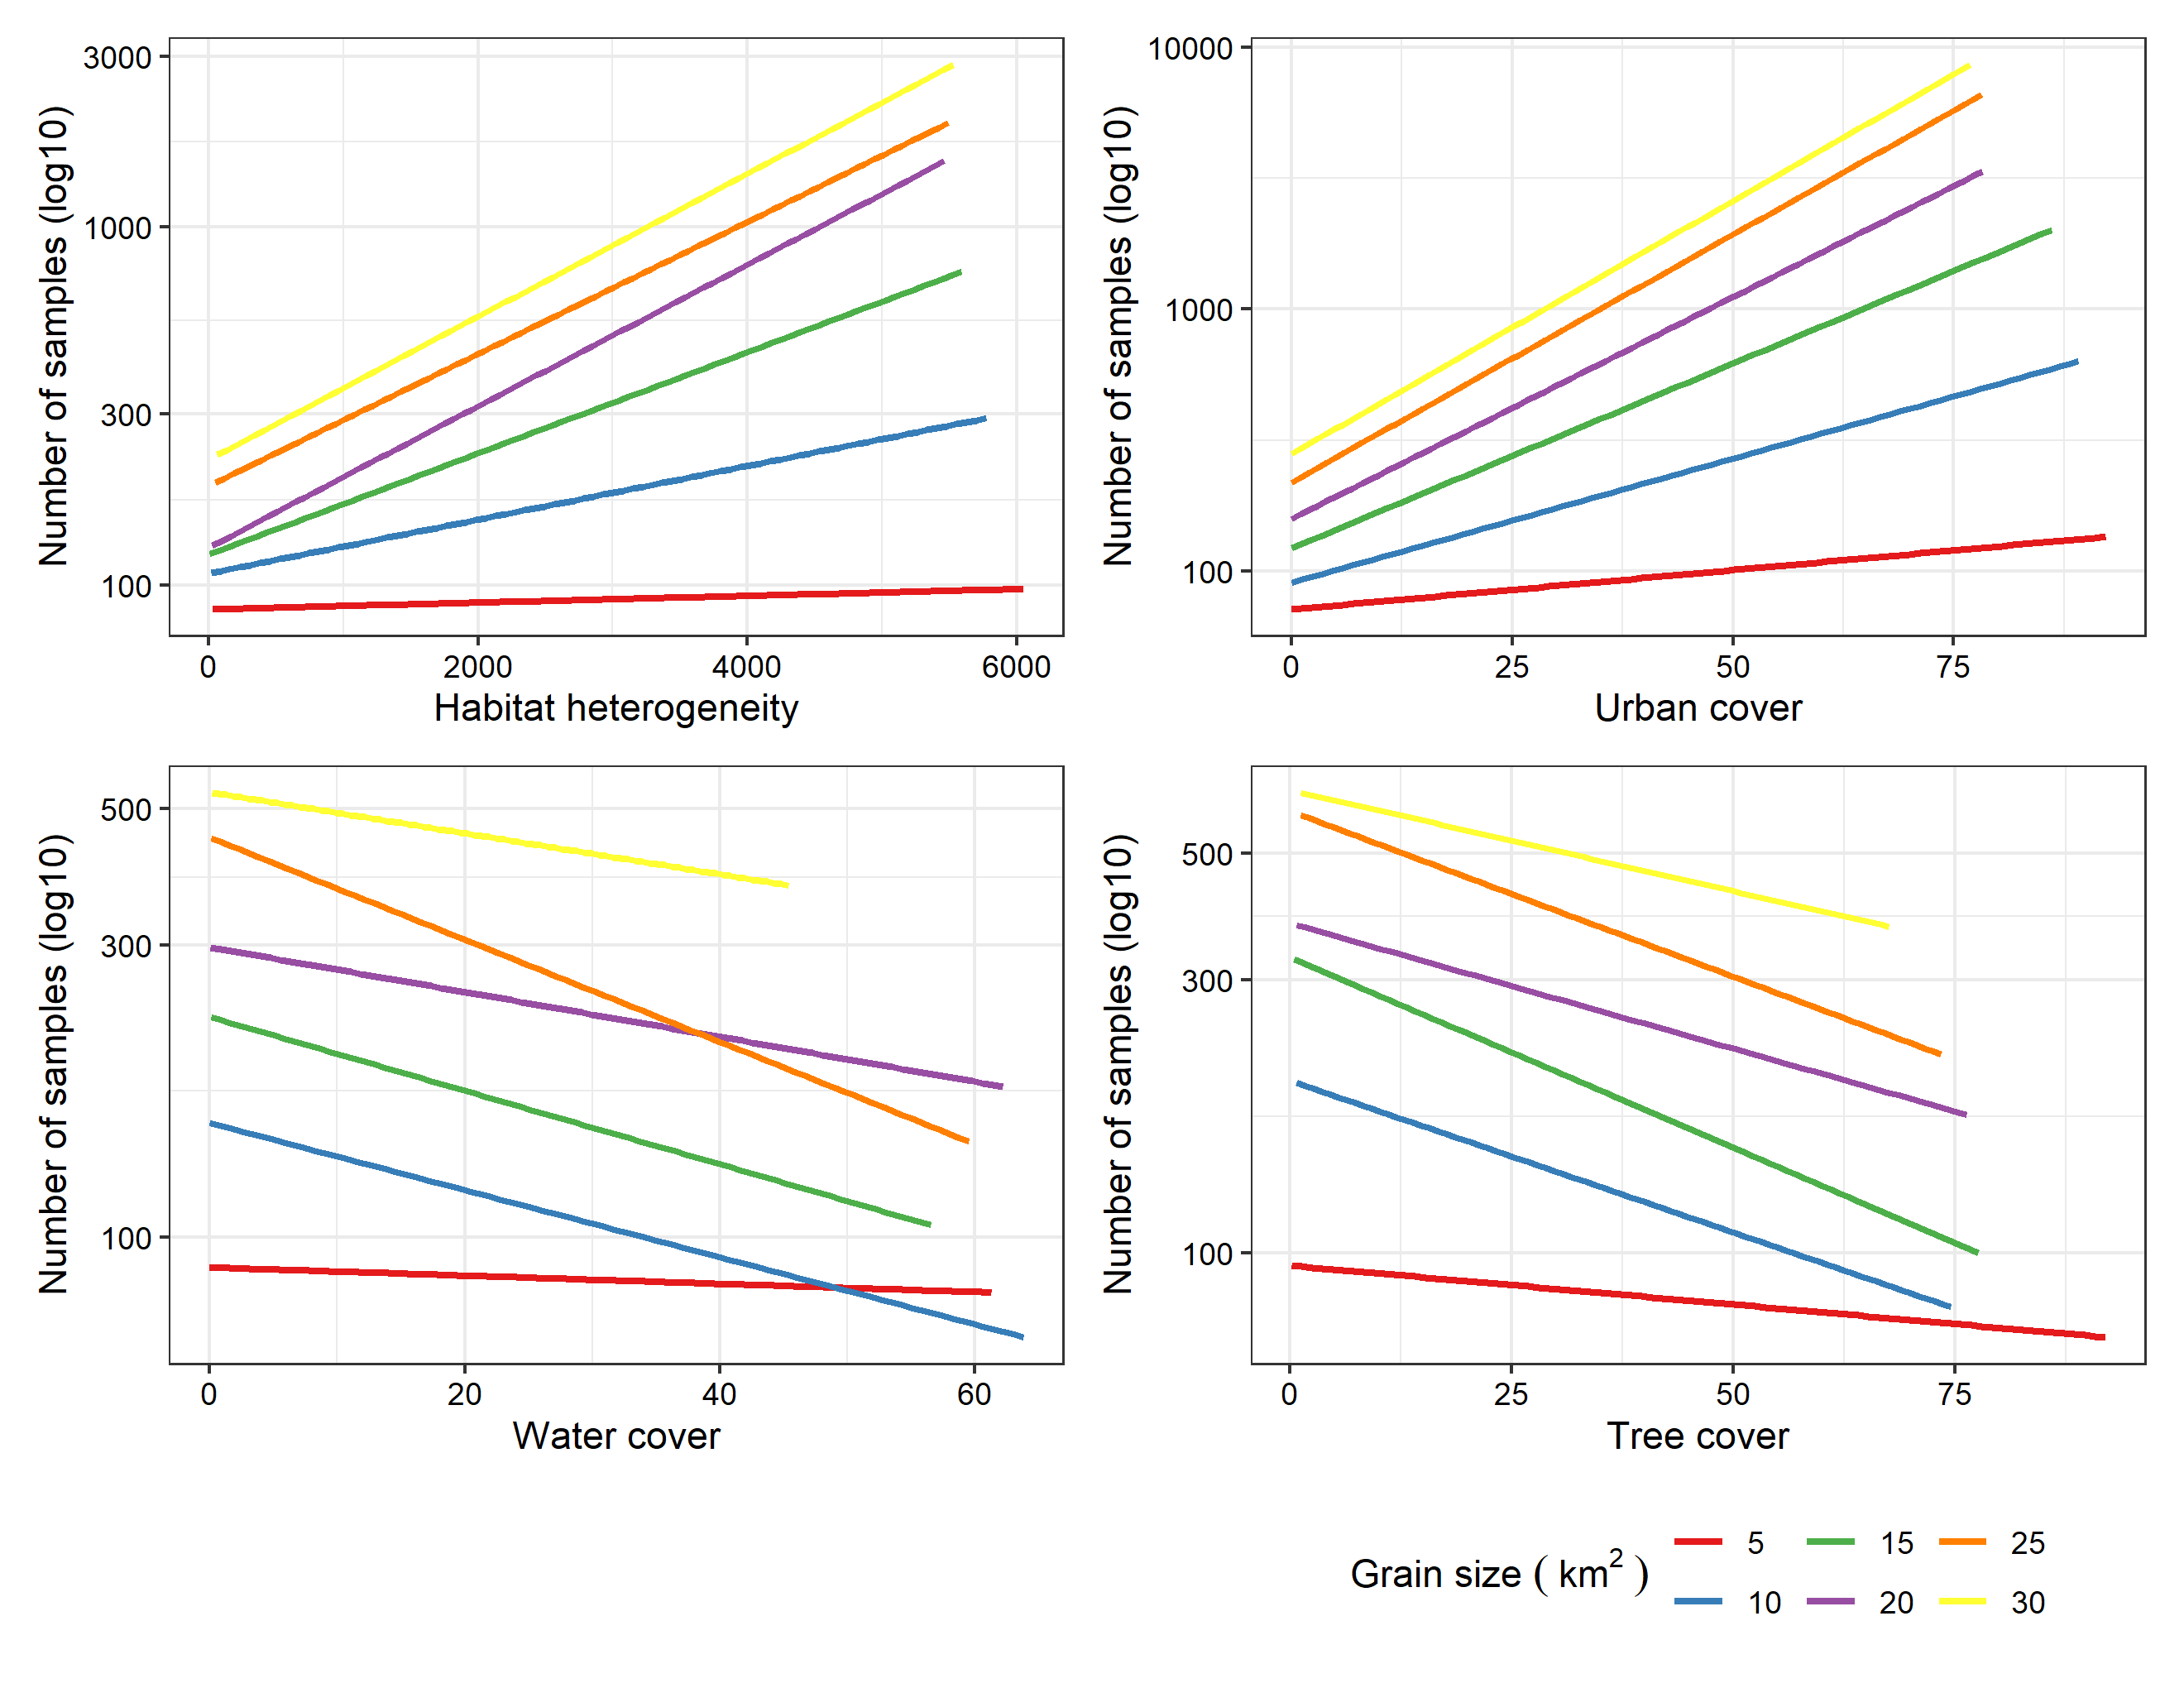 3000
1000
300
100
Number of samples (log10)
0 2000 4000 6000
Habitat heterogeneity
10000
1000
100
Number of samples (log10)
0 25 50 75
Urban cover
500
300
100
Number of samples (log10)
0 20 40 60
Water cover
500
300
100
Number of samples (log10)
0 25 50 75
Tree cover
Grain size ( km² )
5 15 25
10 20 30